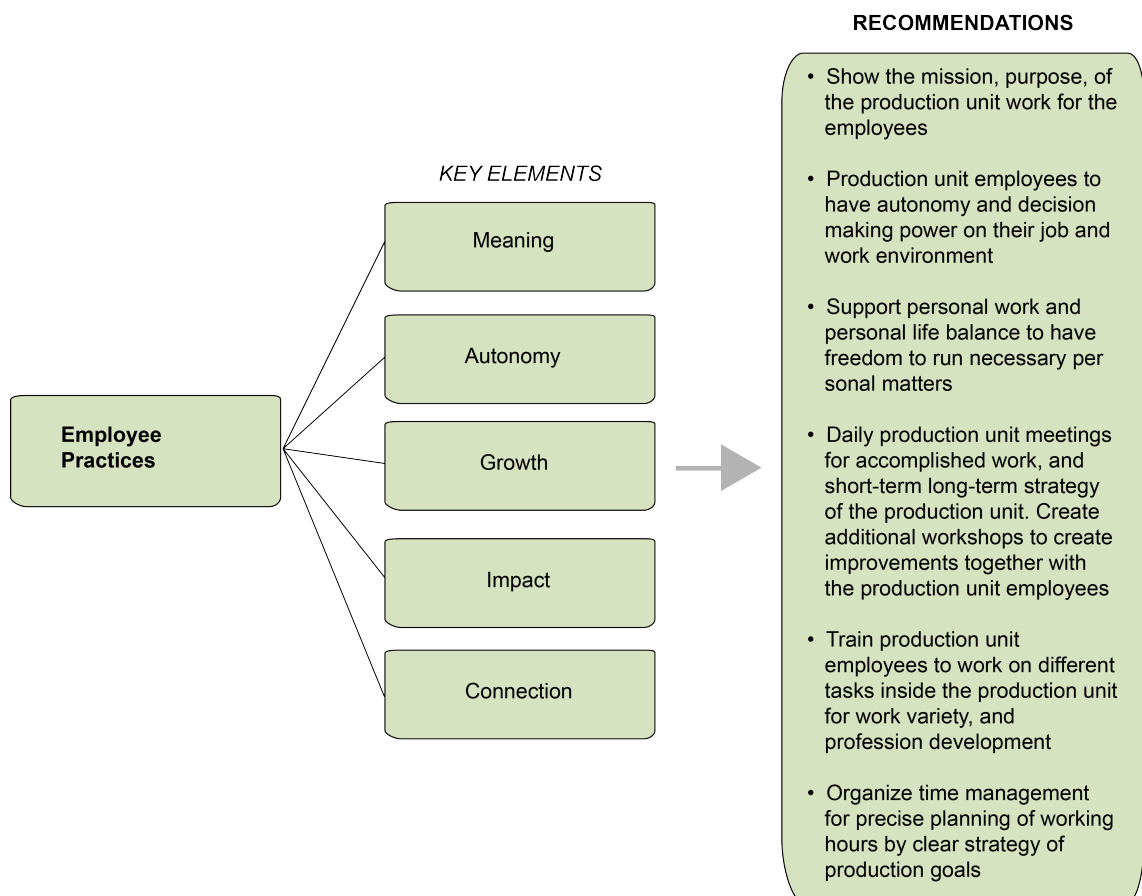 RECOMMENDATIONS
• Show the mission, purpose, of
the production unit work for the
employees
• Production unit employees to
have autonomy and decision
making power on their job and
work environment
• Support personal work and
personal life balance to have
freedom to run necessary per
sonal matters
• Daily production unit meetings
for accomplished work, and
short-term long-term strategy
of the production unit. Create
additional workshops to create
improvements together with
the production unit employees
• Train production unit
employees to work on different
tasks inside the production unit
for work variety, and
profession development
• Organize time management
for precise planning of working
hours by clear strategy of
production goals
KEY ELEMENTS
Meaning
Autonomy
Growth
Impact
Connection
Employee
Practices